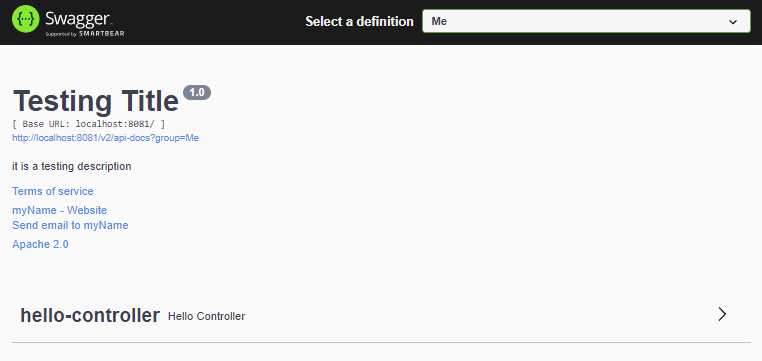 Swagger
Supported by SMARTBEAR
Select a definition
Me
Testing Title 1.0
[ Base URL: localhost:8081/ ]
http://localhost:8081/v2/api-docs?group=Me
it is a testing description
Terms of service
myName - Website
Send email to myName
Apache 2.0
hello-controller Hello Controller